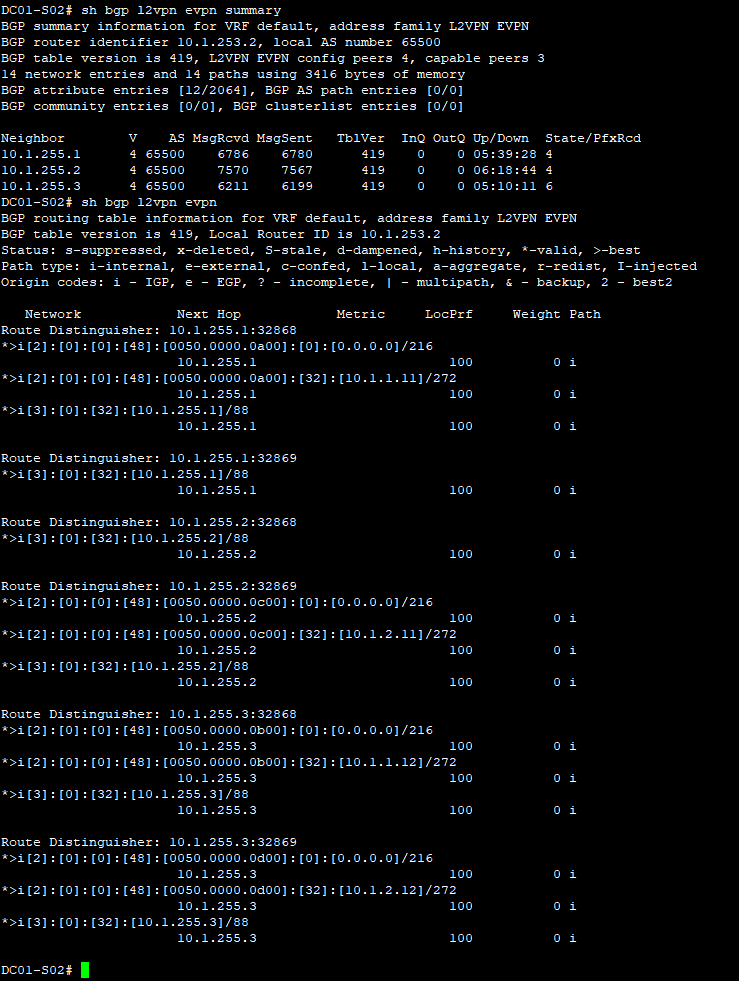 DC01-S02# sh bgp l2vpn evpn summary
BGP summary information for VRF default, address family L2VPN EVPN
BGP router identifier 10.1.253.2, local AS number 65500
BGP table version is 419, L2VPN EVPN config peers 4, capable peers 3
14 network entries and 14 paths using 3416 bytes of memory
BGP attribute entries [12/2064], BGP AS path entries [0/0]
BGP community entries [0/0], BGP clusterlist entries [0/0]

Neighbor        V    AS MsgRcvd MsgSent   TblVer  InQ OutQ Up/Down  State/PfxRcd
10.1.255.1      4 65500    6786    6780      419    0    0 05:39:28 4
10.1.255.2      4 65500    7570    7567      419    0    0 06:18:44 4
10.1.255.3      4 65500    6211    6199      419    0    0 05:10:11 6
DC01-S02# sh bgp l2vpn evpn
BGP routing table information for VRF default, address family L2VPN EVPN
BGP table version is 419, Local Router ID is 10.1.253.2
Status: s-suppressed, x-deleted, S-stale, d-dampened, h-history, *-valid, >-best
Path type: i-internal, e-external, c-confed, l-local, a-aggregate, r-redist, I-injected
Origin codes: i - IGP, e - EGP, ? - incomplete, | - multipath, & - backup, 2 - best2

   Network            Next Hop            Metric     LocPrf     Weight Path
Route Distinguisher: 10.1.255.1:32868
*>i[2]:[0]:[0]:[48]:[0050.0000.0a00]:[0]:[0.0.0.0]/216
                      10.1.255.1                        100          0 i
*>i[2]:[0]:[0]:[48]:[0050.0000.0a00]:[32]:[10.1.1.11]/272
                      10.1.255.1                        100          0 i
*>i[3]:[0]:[32]:[10.1.255.1]/88
                      10.1.255.1                        100          0 i

Route Distinguisher: 10.1.255.1:32869
*>i[3]:[0]:[32]:[10.1.255.1]/88
                      10.1.255.1                        100          0 i

Route Distinguisher: 10.1.255.2:32868
*>i[3]:[0]:[32]:[10.1.255.2]/88
                      10.1.255.2                        100          0 i

Route Distinguisher: 10.1.255.2:32869
*>i[2]:[0]:[0]:[48]:[0050.0000.0c00]:[0]:[0.0.0.0]/216
                      10.1.255.2                        100          0 i
*>i[2]:[0]:[0]:[48]:[0050.0000.0c00]:[32]:[10.1.2.11]/272
                      10.1.255.2                        100          0 i
*>i[3]:[0]:[32]:[10.1.255.2]/88
                      10.1.255.2                        100          0 i

Route Distinguisher: 10.1.255.3:32868
*>i[2]:[0]:[0]:[48]:[0050.0000.0b00]:[0]:[0.0.0.0]/216
                      10.1.255.3                        100          0 i
*>i[2]:[0]:[0]:[48]:[0050.0000.0b00]:[32]:[10.1.1.12]/272
                      10.1.255.3                        100          0 i
*>i[3]:[0]:[32]:[10.1.255.3]/88
                      10.1.255.3                        100          0 i

Route Distinguisher: 10.1.255.3:32869
*>i[2]:[0]:[0]:[48]:[0050.0000.0d00]:[0]:[0.0.0.0]/216
                      10.1.255.3                        100          0 i
*>i[2]:[0]:[0]:[48]:[0050.0000.0d00]:[32]:[10.1.2.12]/272
                      10.1.255.3                        100          0 i
*>i[3]:[0]:[32]:[10.1.255.3]/88
                      10.1.255.3                        100          0 i

DC01-S02#